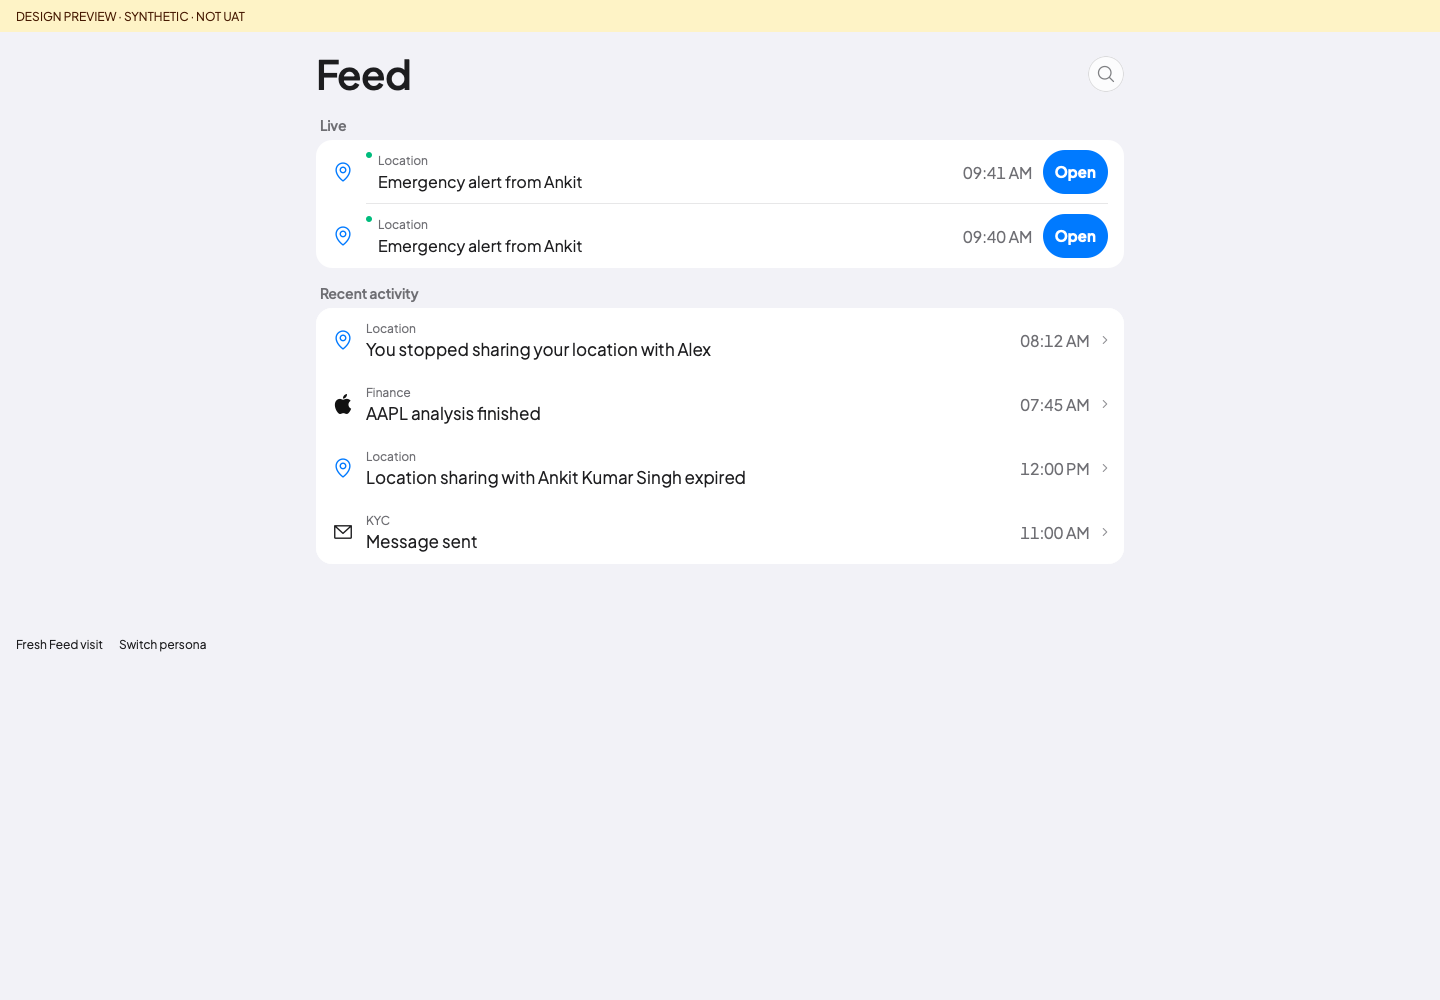 DESIGN PREVIEW · SYNTHETIC · NOT UAT
Feed
Live
Location
Emergency alert from Ankit
09:41 AM
Open
Location
Emergency alert from Ankit
09:40 AM
Open
Recent activity
Location
You stopped sharing your location with Alex
08:12 AM
Finance
AAPL analysis finished
07:45 AM
Location
Location sharing with Ankit Kumar Singh expired
12:00 PM
KYC
Message sent
11:00 AM
Fresh Feed visit
Switch persona